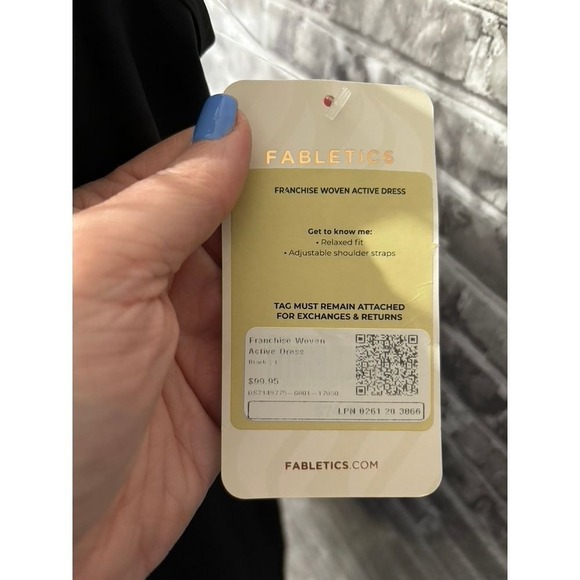 FABLETICS
FRANCHISE WOVEN ACTIVE DRESS
Get to know me:
• Relaxed fit
• Adjustable shoulder straps
TAG MUST REMAIN ATTACHED
FOR EXCHANGES & RETURNS
Franchise Woven
Active Dress
$99.95
LPN 0261 20 3866
FABLETICS.COM